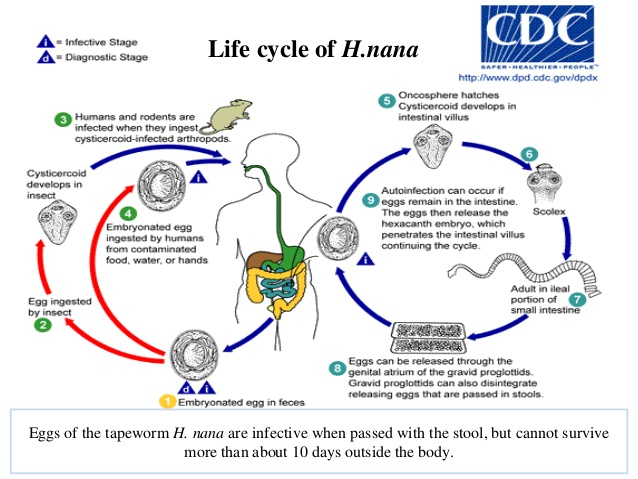 i = Infective Stage
d = Diagnostic Stage
Life cycle of H.nana
CDC
SAFER·HEALTHIER·PEOPLE™
http://www.dpd.cdc.gov/dpdx
3 Humans and rodents are
infected when they ingest
cysticercoid-infected arthropods.
5 Oncosphere hatches
Cysticercoid develops in
intestinal villus
6
Scolex
Cysticercoid
develops in
insect
i
4
Embryonated egg
ingested by humans
from contaminated
food, water, or hands
Autoinfection can occur if
9 eggs remain in the intestine.
The eggs then release the
hexacanth embryo, which
penetrates the intestinal villus
continuing the cycle.
i
Egg ingested
by insect
2
Adult in ileal
portion of 7
small intestine
8 Eggs can be released through the
genital atrium of the gravid proglottids.
Gravid proglottids can also disintegrate
releasing eggs that are passed in stools.
d i
1 Embryonated egg in feces
Eggs of the tapeworm H. nana are infective when passed with the stool, but cannot survive
more than about 10 days outside the body.